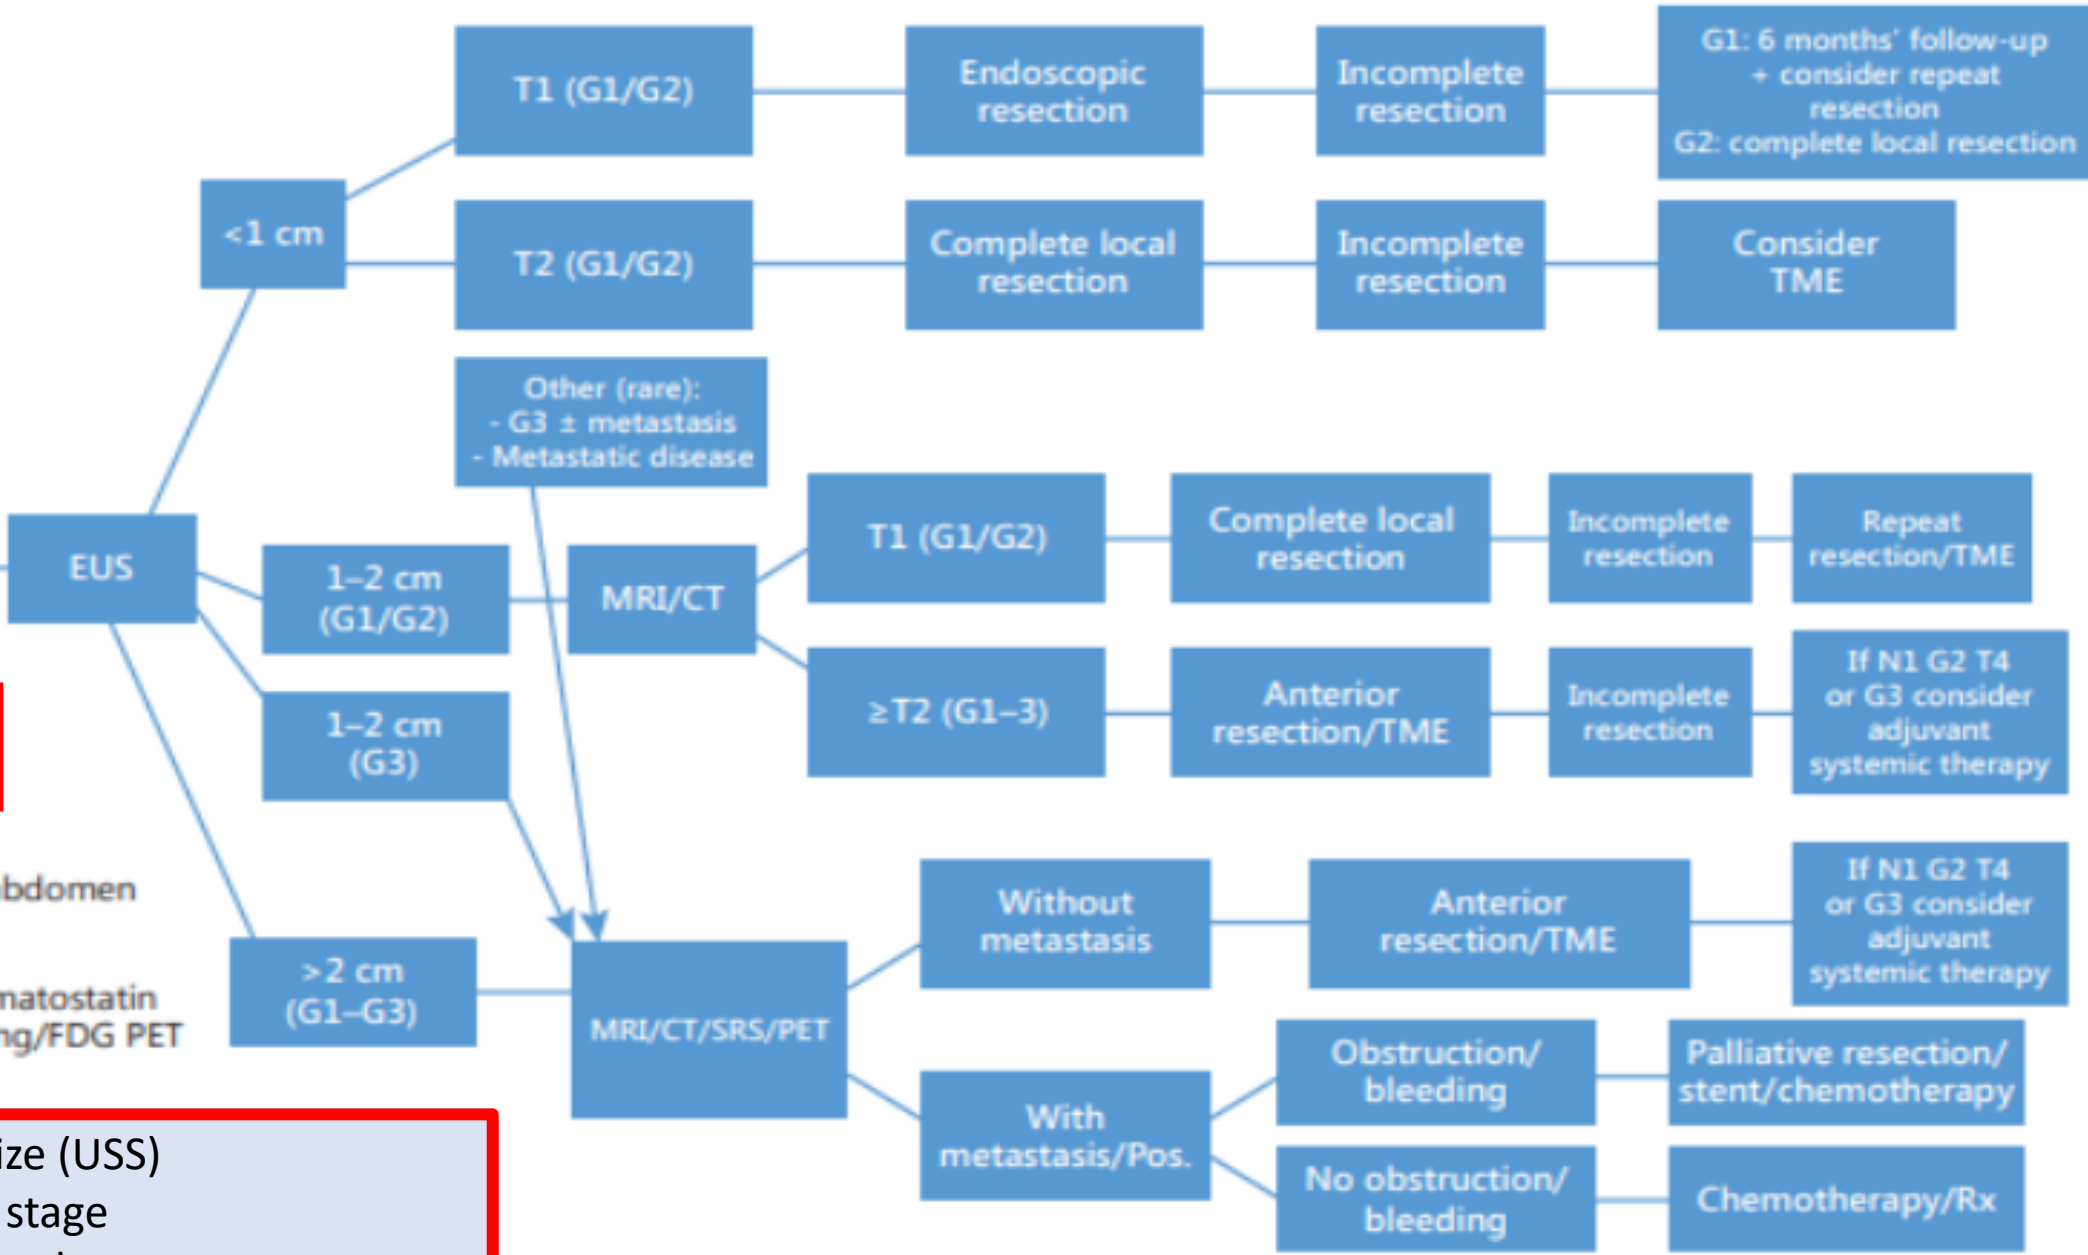 T1 (G1/G2)
Endoscopic
resection
Incomplete
resection
G1: 6 months' follow-up
+ consider repeat
resection
G2: complete local resection
<1 cm
T2 (G1/G2)
Complete local
resection
Incomplete
resection
Consider
TME
Other (rare):
- G3 ± metastasis
- Metastatic disease
EUS
1–2 cm
(G1/G2)
MRI/CT
T1 (G1/G2)
Complete local
resection
Incomplete
resection
Repeat
resection/TME
1–2 cm
(G3)
≥T2 (G1–3)
Anterior
resection/TME
Incomplete
resection
If N1 G2 T4
or G3 consider
adjuvant
systemic therapy
bdomen
matostatin
ng/FDG PET
>2 cm
(G1–G3)
MRI/CT/SRS/PET
Without
metastasis
Anterior
resection/TME
If N1 G2 T4
or G3 consider
adjuvant
systemic therapy
With
metastasis/Pos.
Obstruction/
bleeding
Palliative resection/
stent/chemotherapy
No obstruction/
bleeding
Chemotherapy/Rx
ize (USS)
stage